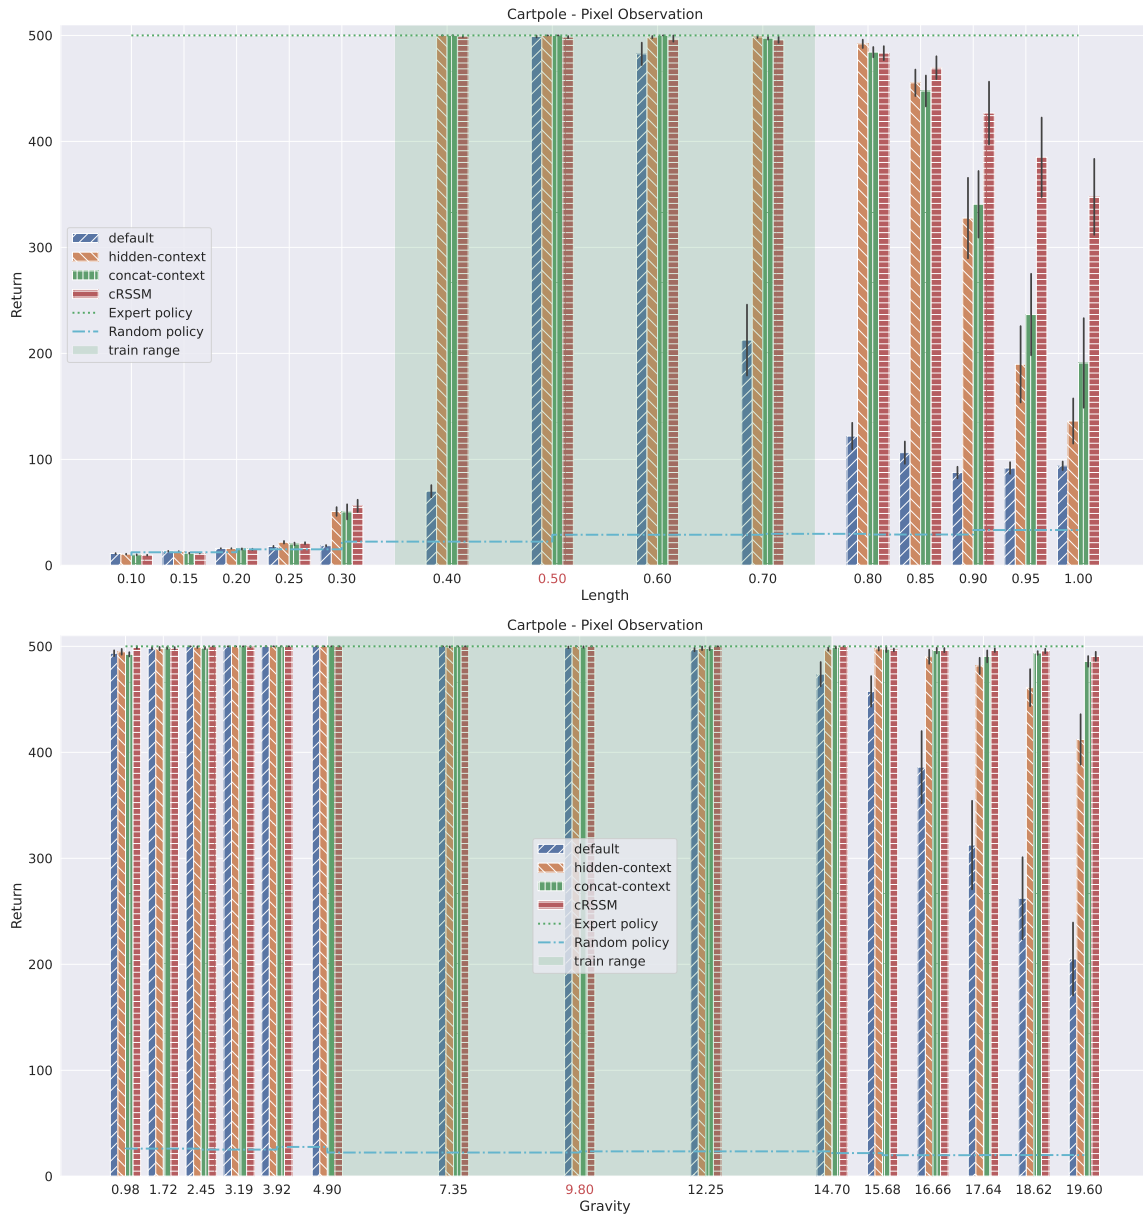 Cartpole - Pixel Observation
500
400
300
200
100
0
Return
default
hidden-context
concat-context
cRSSM
Expert policy
Random policy
train range
0.10 0.15 0.20 0.25 0.30 0.40 0.50 0.60 0.70 0.80 0.85 0.90 0.95 1.00
Length
Cartpole - Pixel Observation
500
400
300
200
100
0
Return
default
hidden-context
concat-context
cRSSM
Expert policy
Random policy
train range
0.98 1.72 2.45 3.19 3.92 4.90 7.35 9.80 12.25 14.70 15.68 16.66 17.64 18.62 19.60
Gravity